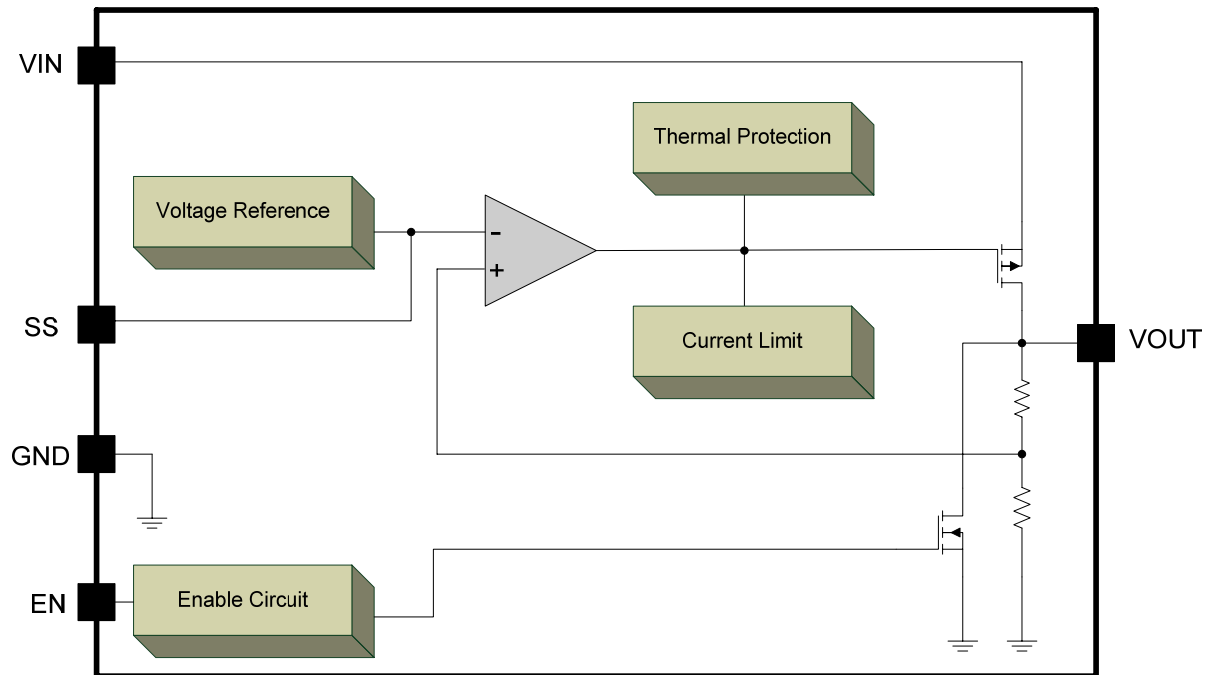 VIN
Thermal Protection
Voltage Reference
-
+
SS
Current Limit
VOUT
GND
EN
Enable Circuit